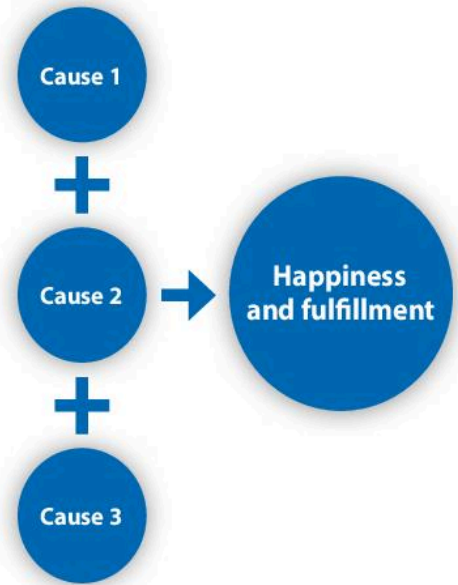 Cause 1
Cause 2
Happiness
and fulfillment
Cause 3